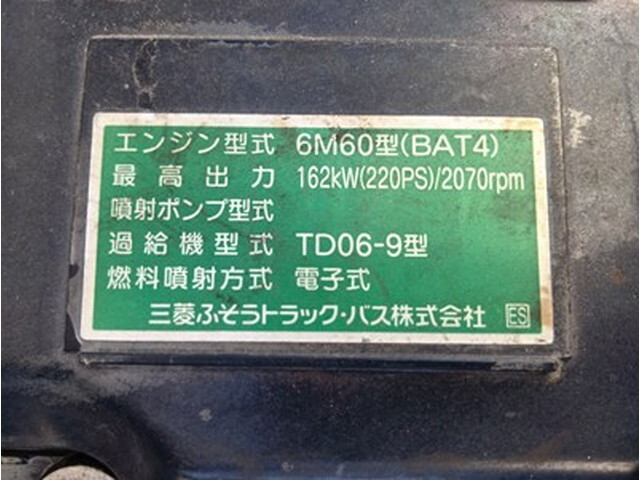 エンジン型式 6M60型(BAT4)
最高出力 162kW(220PS)/2070rpm
噴射ポンプ型式
過給機型式 TD06-9型
燃料噴射方式 電子式
三菱ふそうトラック・バス株式会社 ES